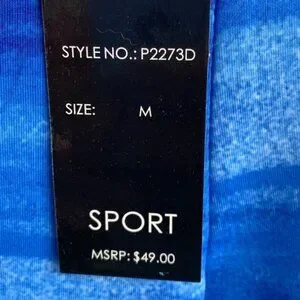 STYLE NO.: P2273D
SIZE: M
SPORT
MSRP: $49.00